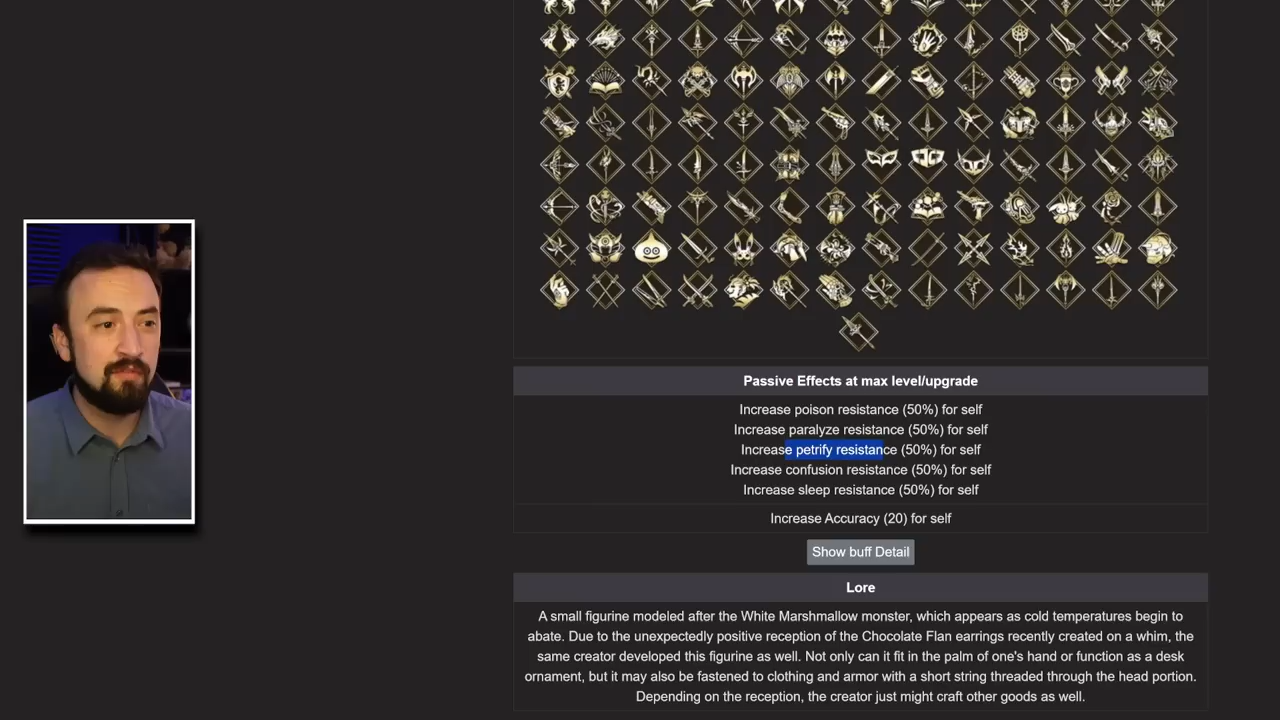 Passive Effects at max level/upgrade
Increase poison resistance (50%) for self
Increase paralyze resistance (50%) for self
Increase petrify resistance (50%) for self
Increase confusion resistance (50%) for self
Increase sleep resistance (50%) for self
Increase Accuracy (20) for self
Show buff Detail
Lore
A small figurine modeled after the White Marshmallow monster, which appears as cold temperatures begin to
abate. Due to the unexpectedly positive reception of the Chocolate Flan earrings recently created on a whim, the
same creator developed this figurine as well. Not only can it fit in the palm of one's hand or function as a desk
ornament, but it may also be fastened to clothing and armor with a short string threaded through the head portion.
Depending on the reception, the creator just might craft other goods as well.